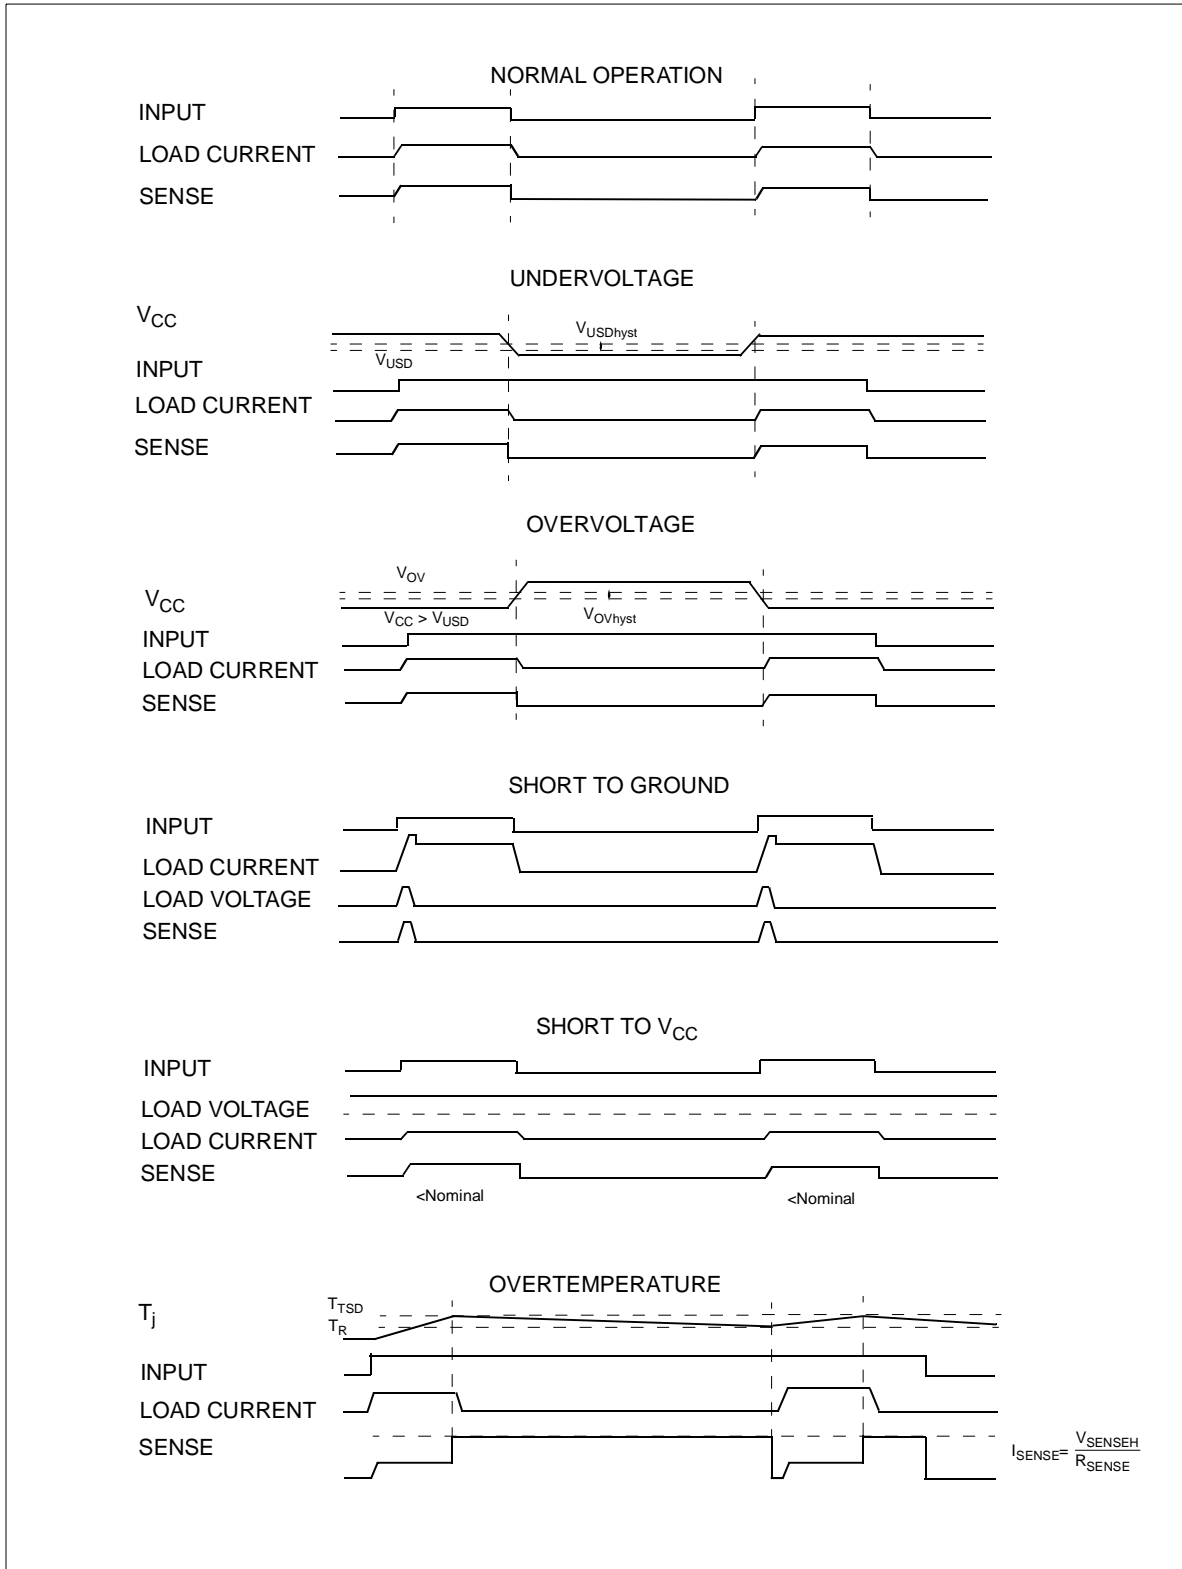 NORMAL OPERATION
INPUT
LOAD CURRENT
SENSE
UNDERVOLTAGE
VCC
VUSDhyst
VUSD
INPUT
LOAD CURRENT
SENSE
OVERVOLTAGE
VOV
VCC
VCC > VUSD
VOVhyst
INPUT
LOAD CURRENT
SENSE
SHORT TO GROUND
INPUT
LOAD CURRENT
LOAD VOLTAGE
SENSE
SHORT TO VCC
INPUT
LOAD VOLTAGE
LOAD CURRENT
SENSE
<Nominal
<Nominal
OVERTEMPERATURE
Tj
TTSD
TR
INPUT
LOAD CURRENT
SENSE
ISENSE= VSENSEH
RSENSE